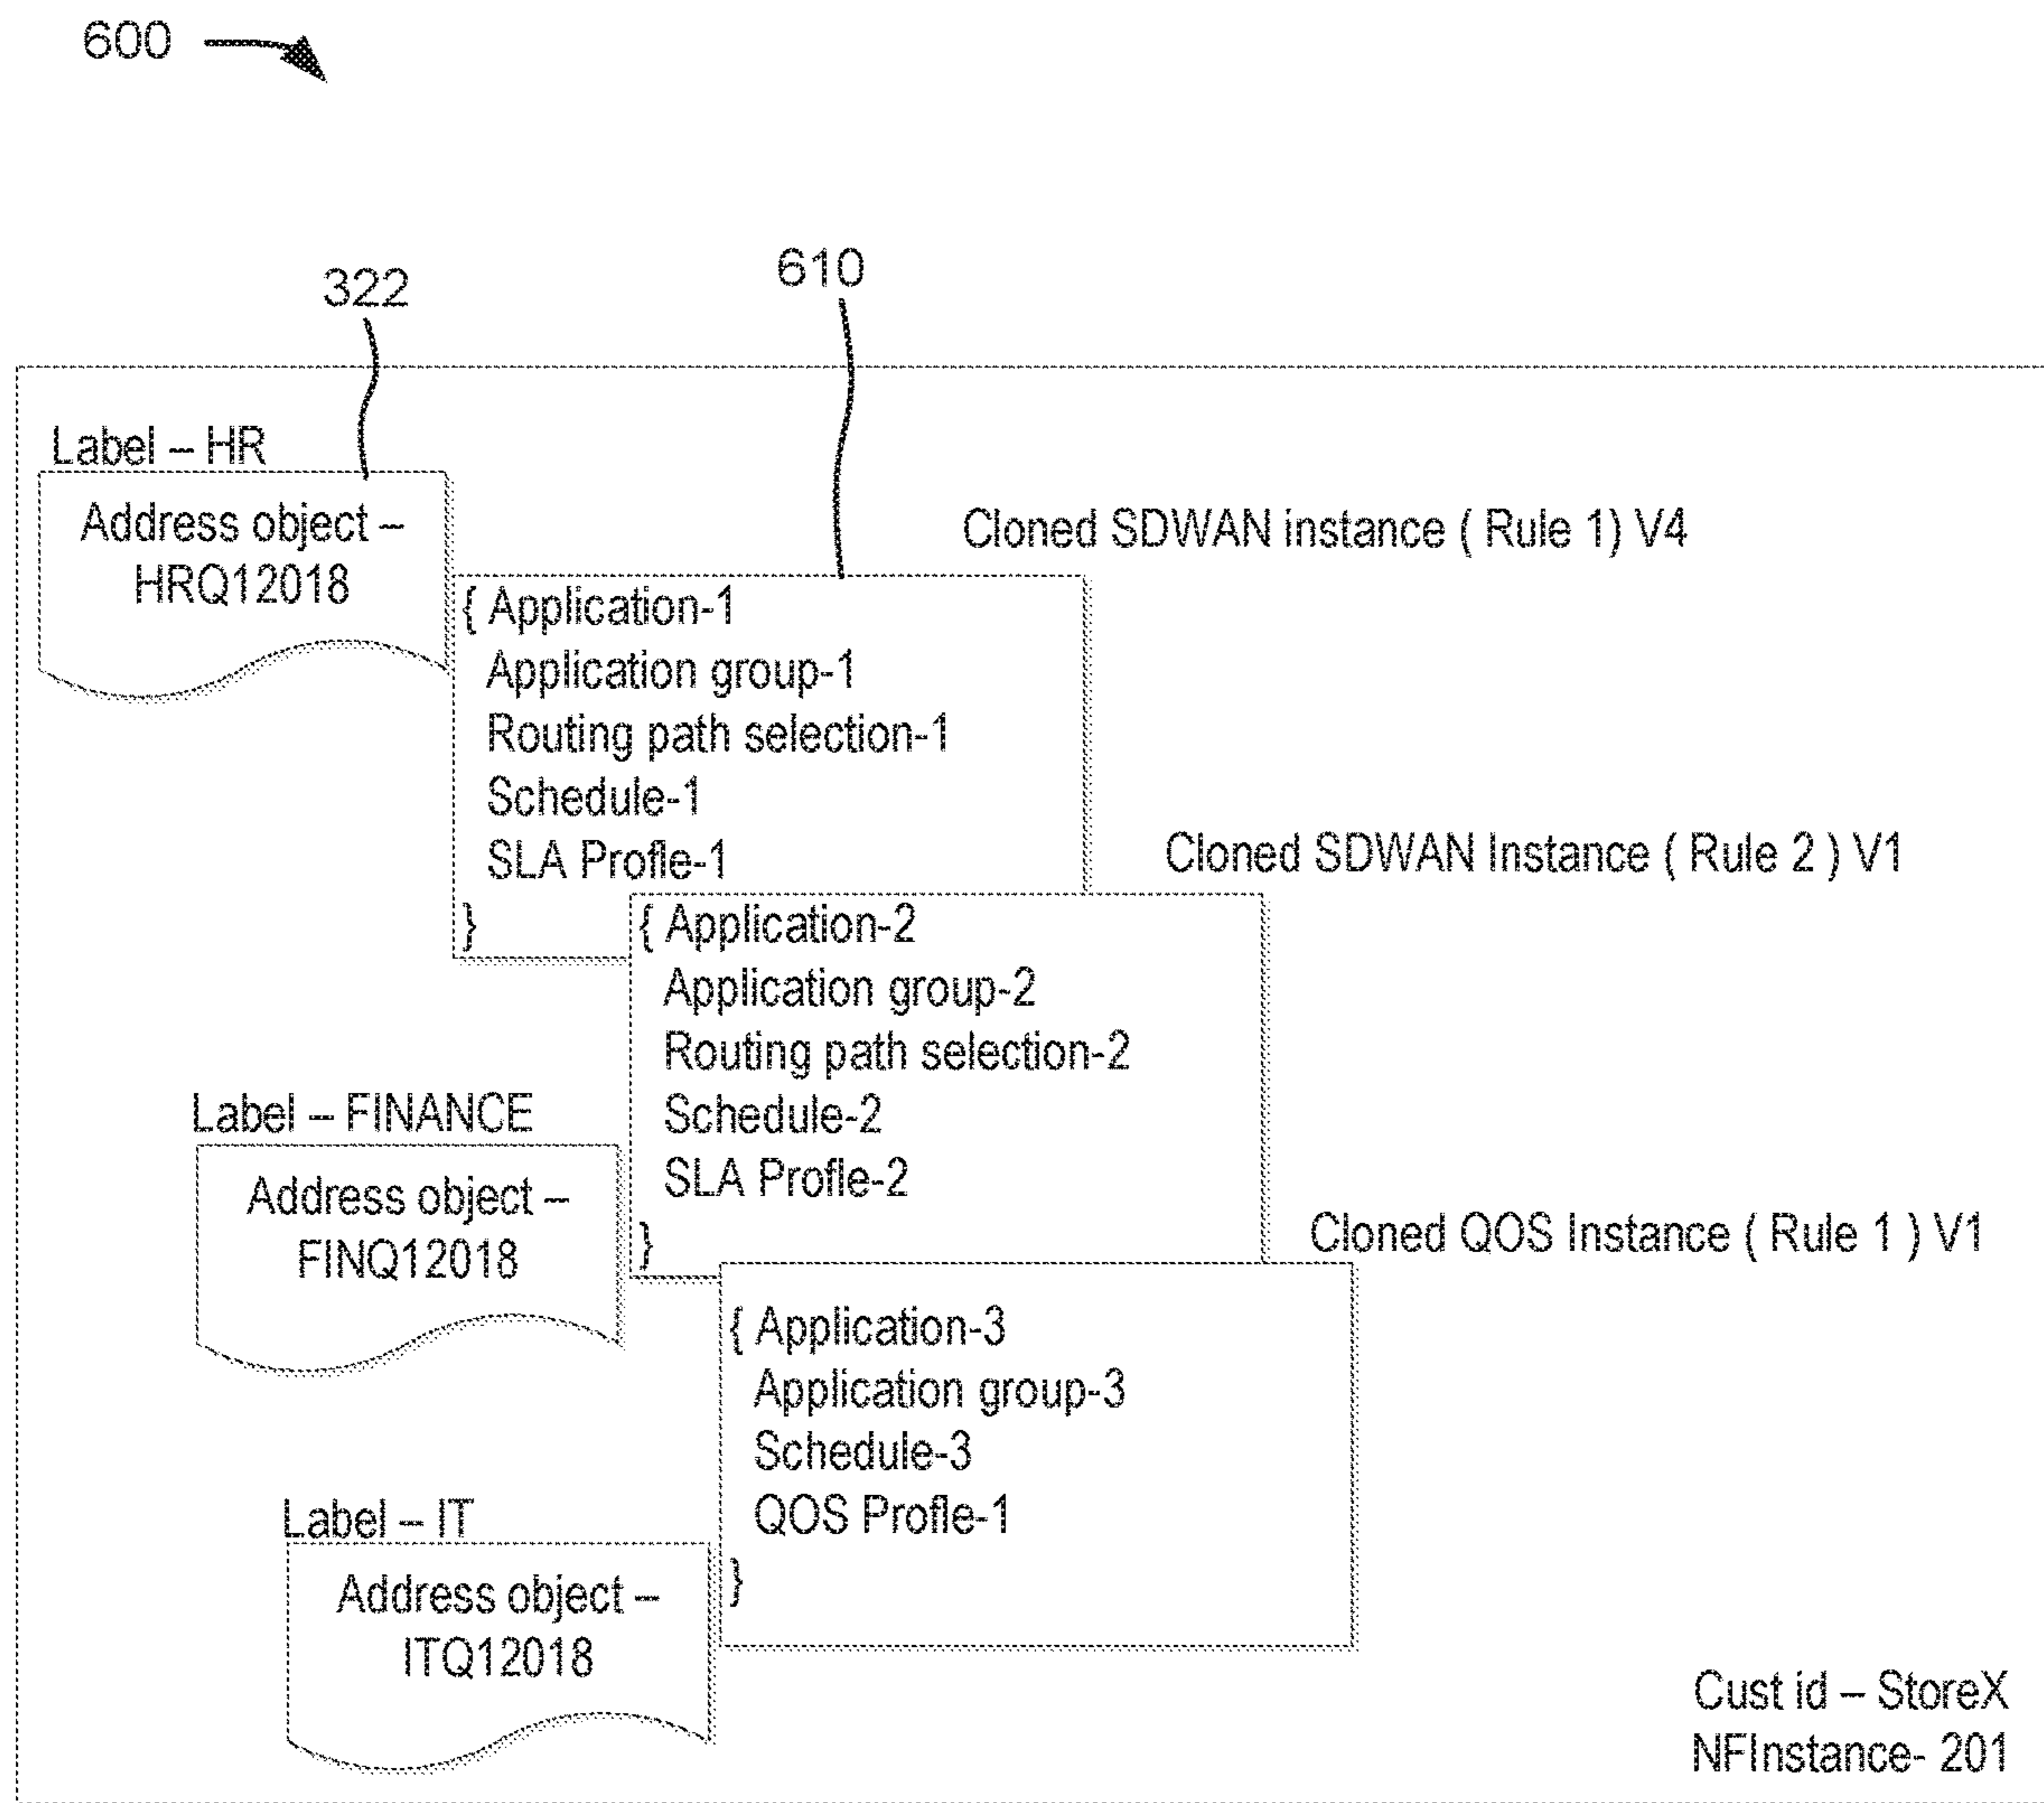 600
322
610
Label – HR
Address object –
HRQ12018
Cloned SDWAN instance ( Rule 1) V4
{ Application-1
Application group-1
Routing path selection-1
Schedule-1
SLA Profle-1
}
Cloned SDWAN Instance ( Rule 2 ) V1
{ Application-2
Application group-2
Routing path selection-2
Schedule-2
SLA Profle-2
}
Label – FINANCE
Address object –
FINQ12018
Cloned QOS Instance ( Rule 1 ) V1
{ Application-3
Application group-3
Schedule-3
QOS Profle-1
}
Label – IT
Address object –
ITQ12018
Cust id – StoreX
NFInstance- 201